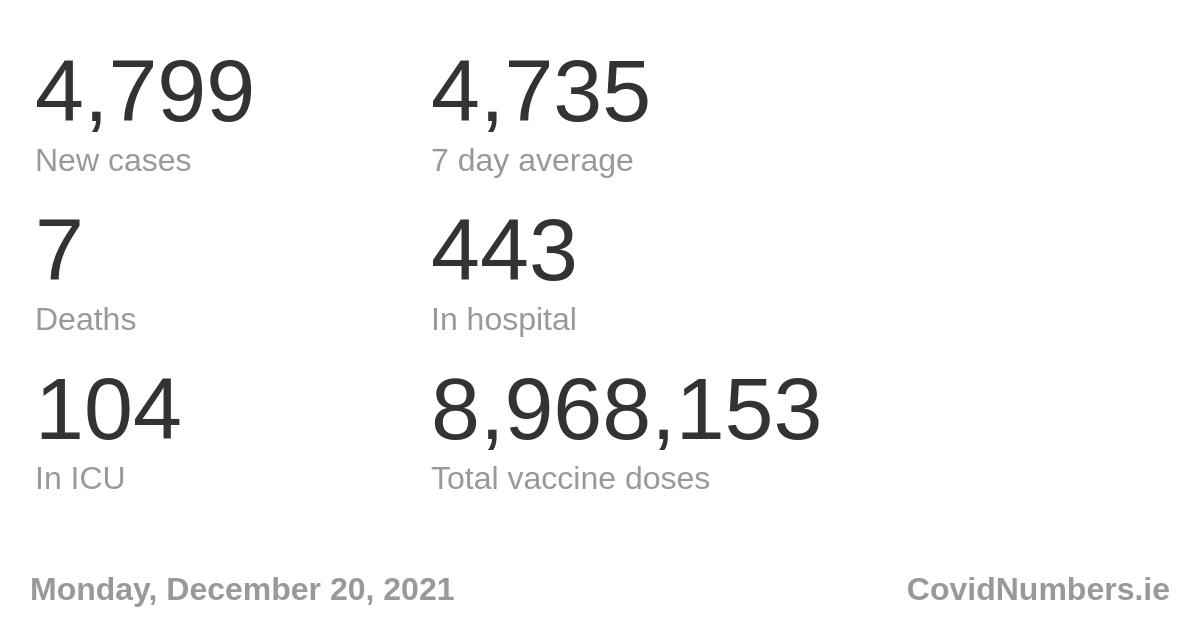 4,799 4,735
New cases 7 day average
7 443
Deaths In hospital
104 8,968,153
In ICU Total vaccine doses
Monday, December 20, 2021 CovidNumbers.ie